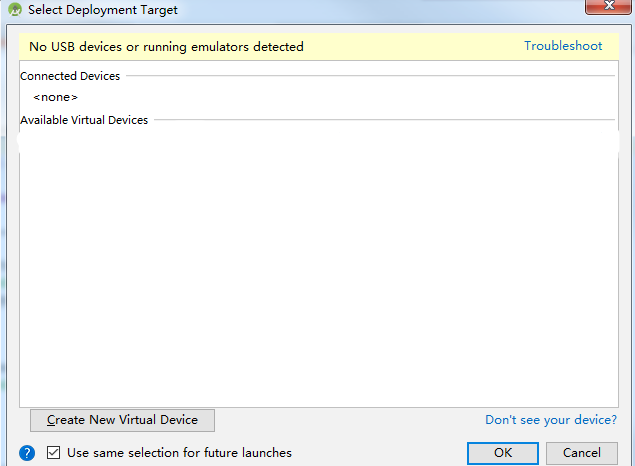 Select Deployment Target
No USB devices or running emulators detected Troubleshoot
Connected Devices
<none>
Available Virtual Devices
Create New Virtual Device Don't see your device?
? Use same selection for future launches OK Cancel